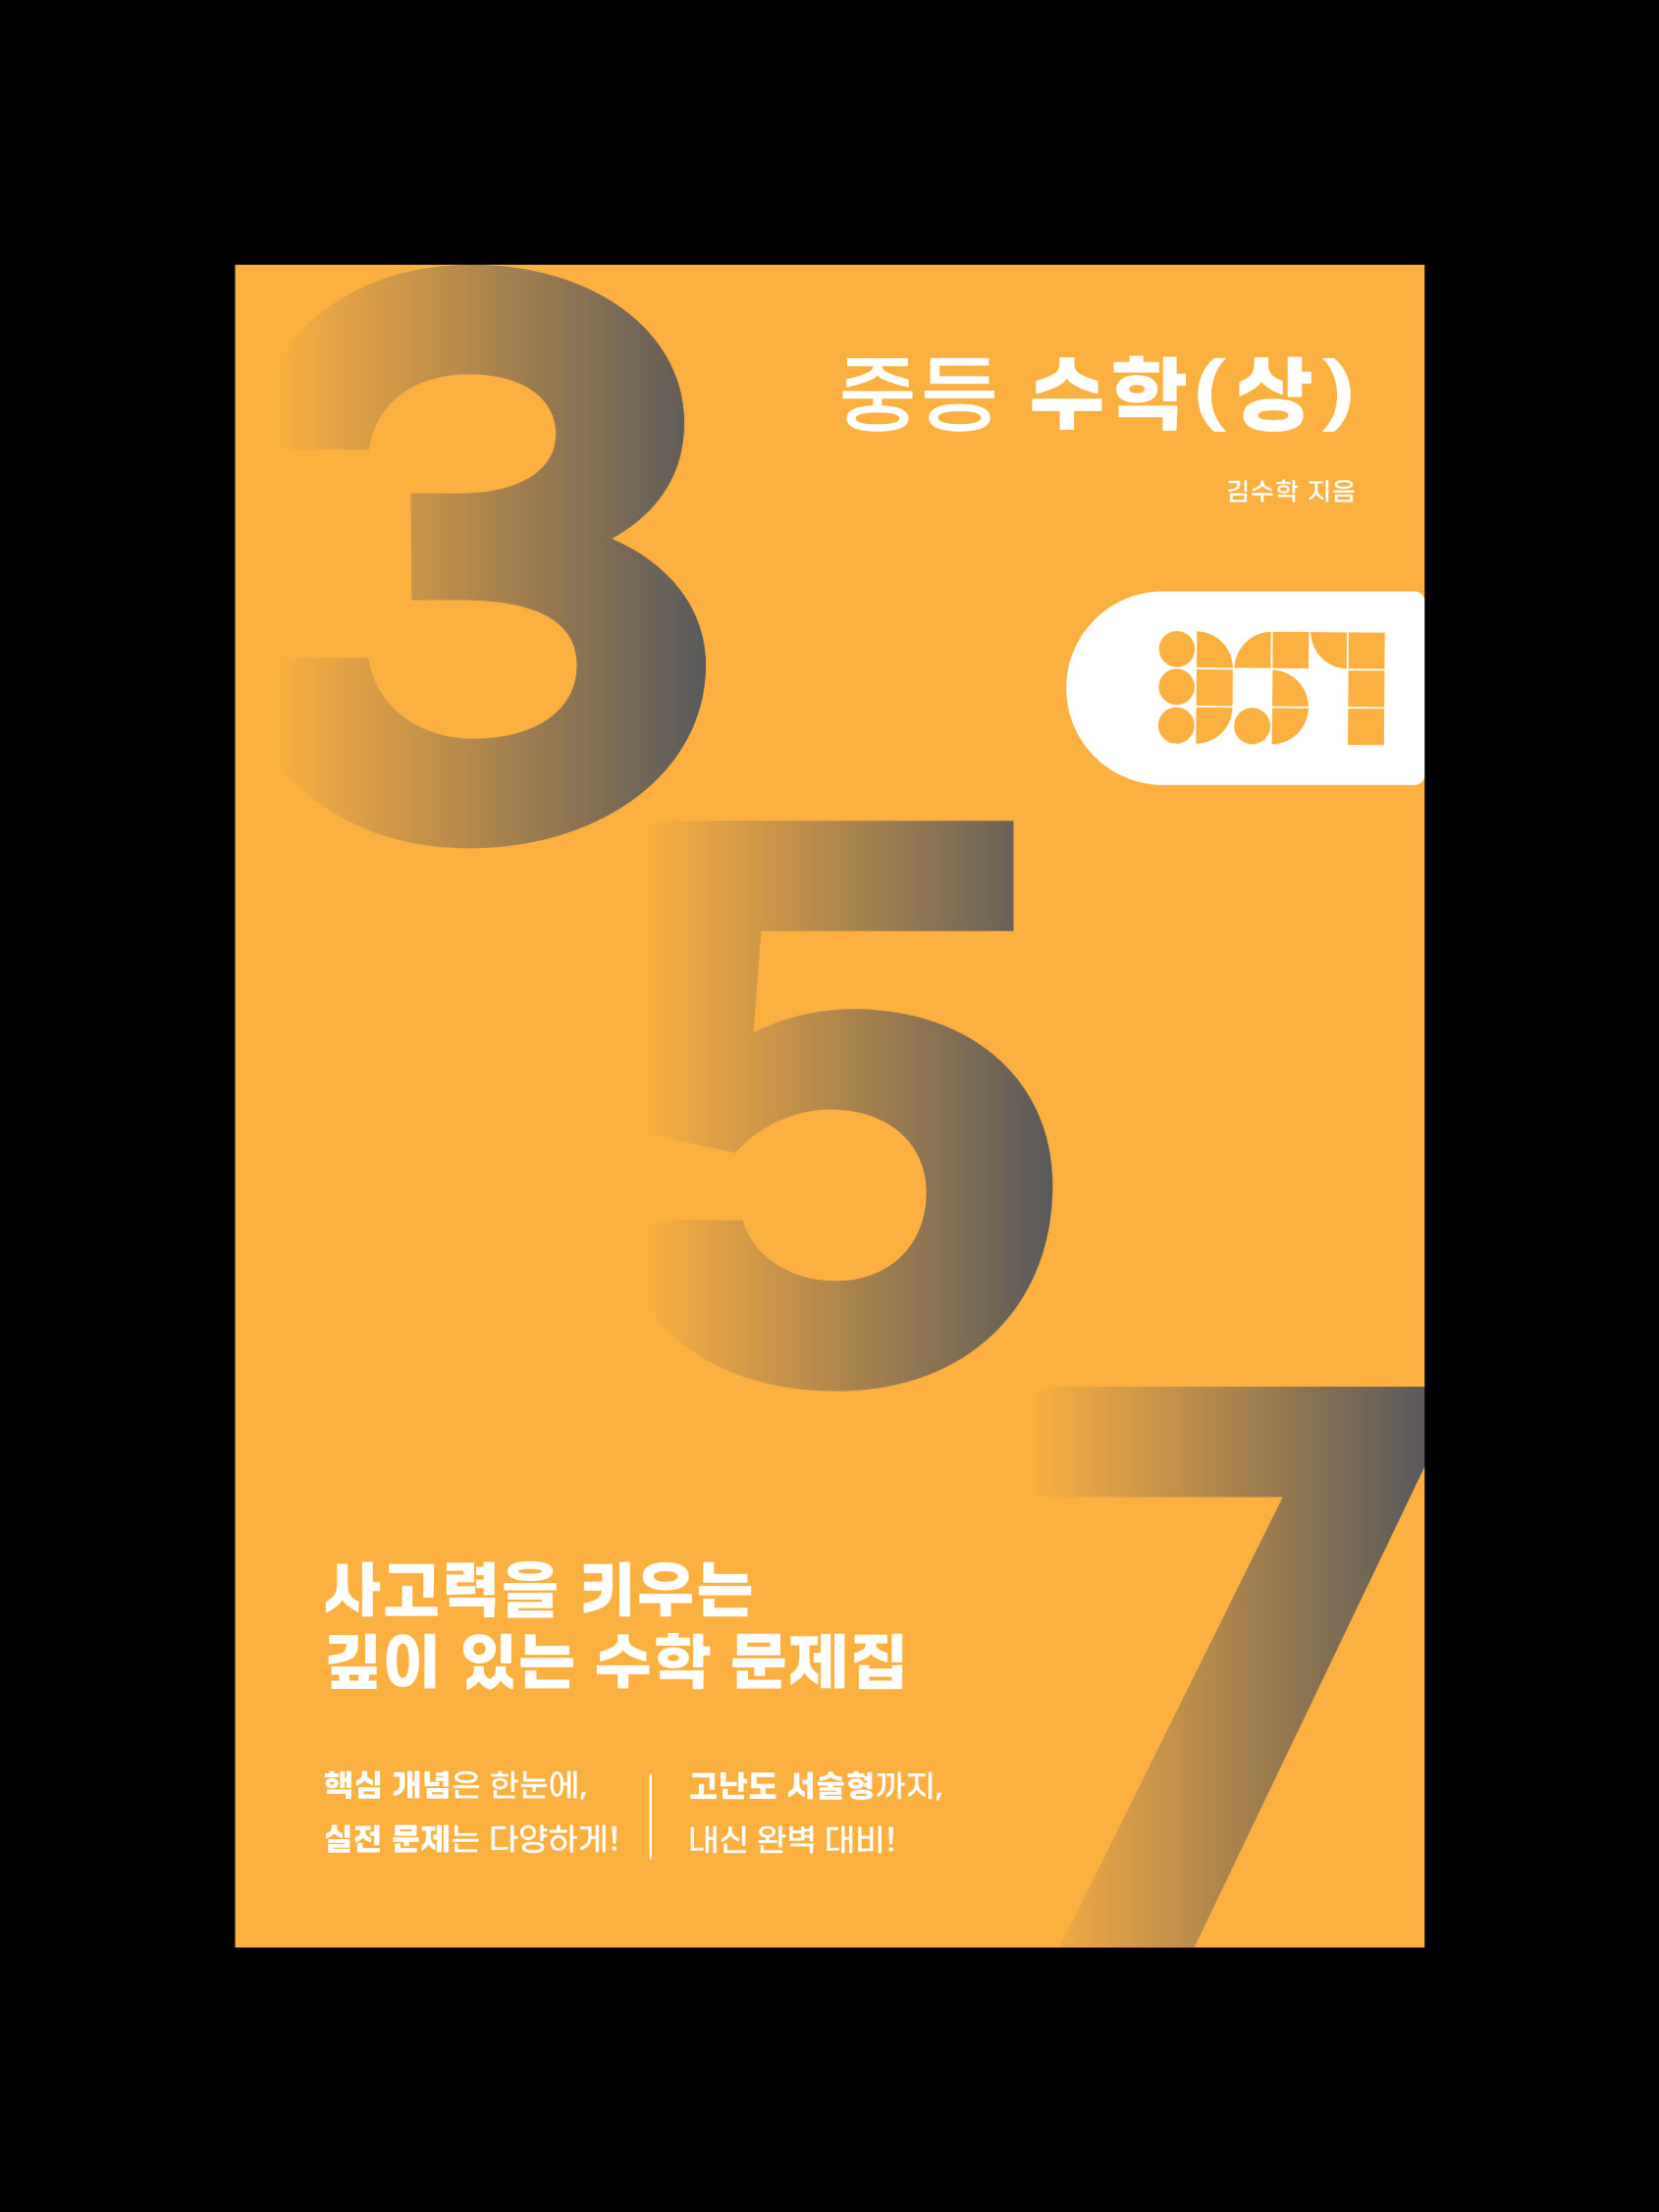 3
중등 수학(상)
김수학 지음
357
5
7
사고력을 키우는
깊이 있는 수학 문제집
핵심 개념은 한눈에,
실전 문제는 다양하게!
고난도 서술형까지,
내신 완벽 대비!